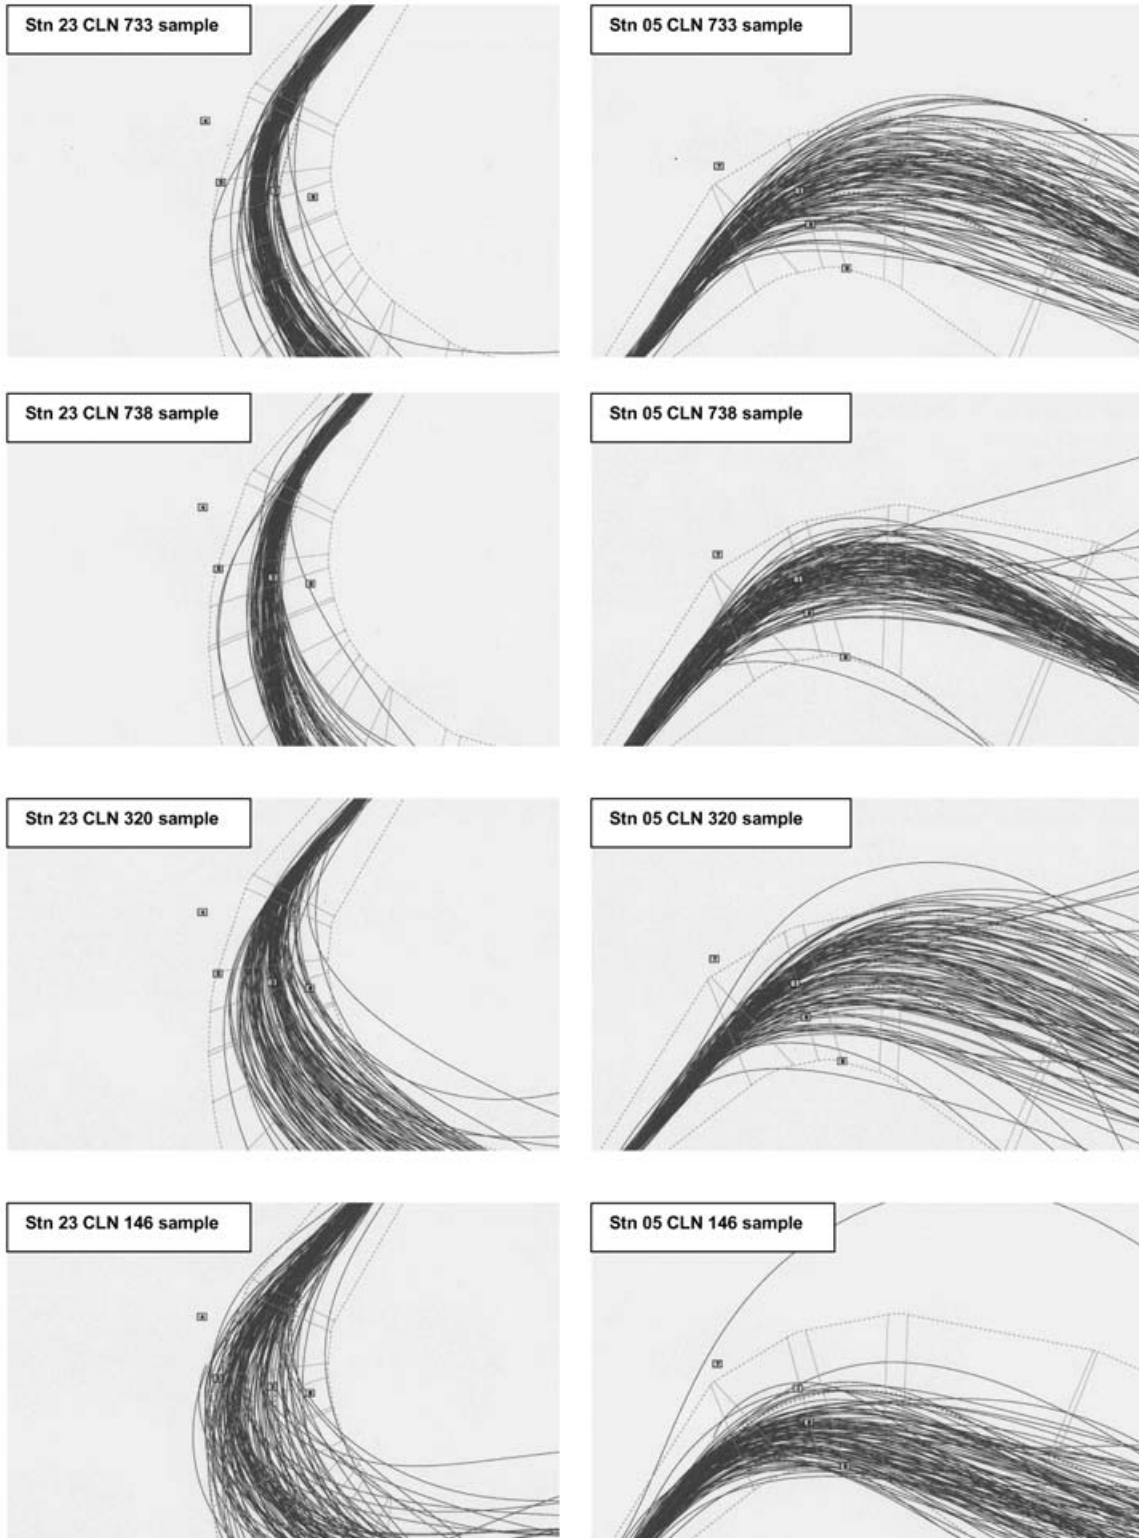 Stn 23 CLN 733 sample
Stn 05 CLN 733 sample
Stn 23 CLN 738 sample
Stn 05 CLN 738 sample
Stn 23 CLN 320 sample
Stn 05 CLN 320 sample
Stn 23 CLN 146 sample
Stn 05 CLN 146 sample